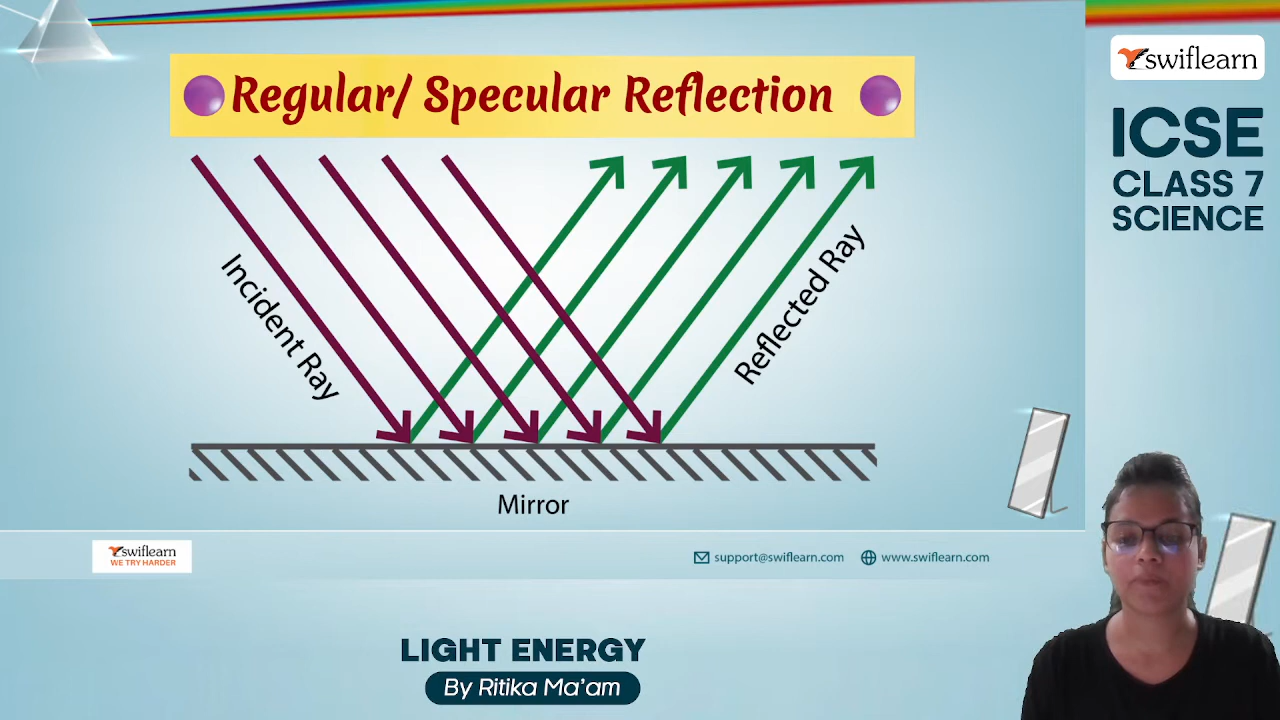 Regular/ Specular Reflection
Incident Ray
Reflected Ray
Mirror
swiflearn
WE TRY HARDER
support@swiflearn.com
www.swiflearn.com
swiflearn
ICSE
CLASS 7
SCIENCE
LIGHT ENERGY
By Ritika Ma'am